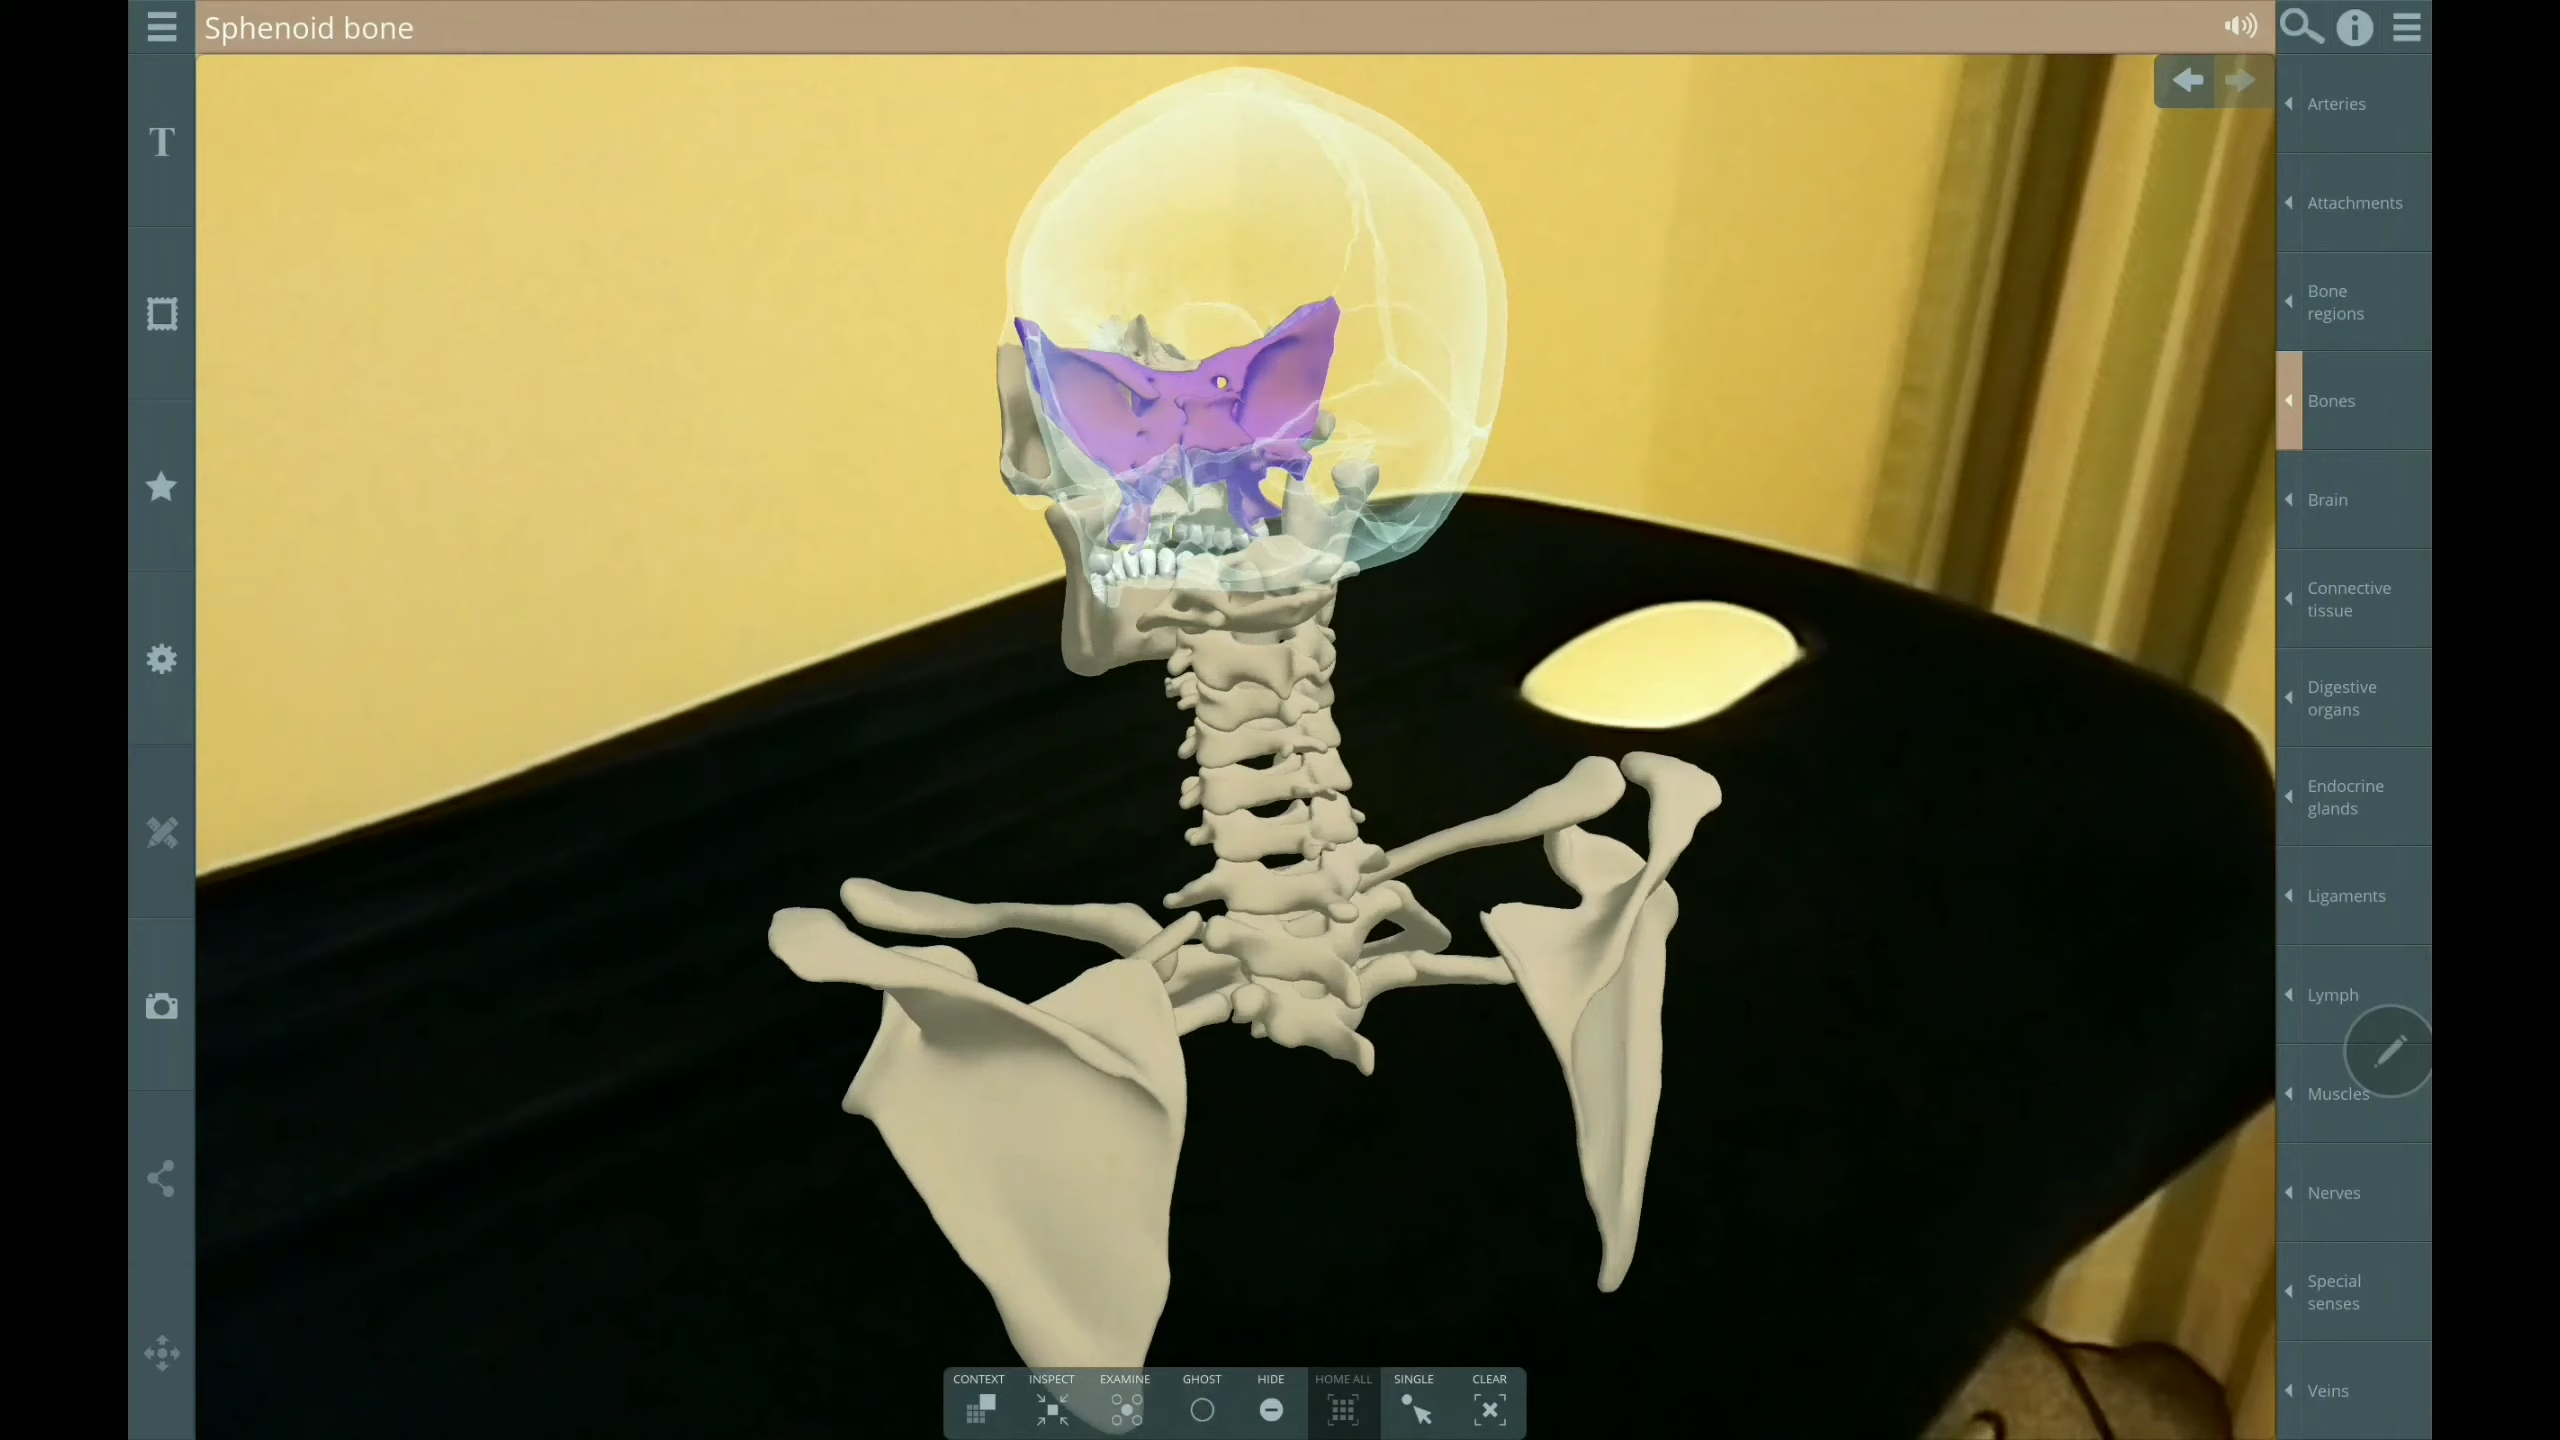 Sphenoid bone
T
Arteries
Attachments
Bone
regions
Bones
Brain
Connective
tissue
Digestive
organs
Endocrine
glands
Ligaments
Lymph
Muscles
Nerves
Special
senses
Veins
CONTEXT INSPECT EXAMINE GHOST HIDE HOME ALL SINGLE CLEAR